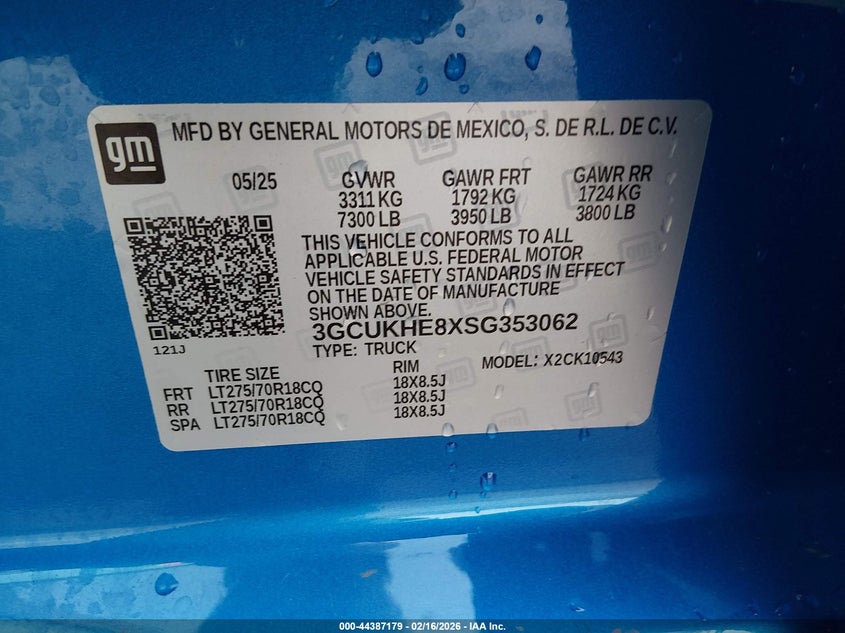 gm
MFD BY GENERAL MOTORS DE MEXICO, S. DE R.L. DE C.V.
05/25 GVWR GAWR FRT GAWR RR
3311 KG 1792 KG 1724 KG
7300 LB 3950 LB 3800 LB
THIS VEHICLE CONFORMS TO ALL
APPLICABLE U.S. FEDERAL MOTOR
VEHICLE SAFETY STANDARDS IN EFFECT
ON THE DATE OF MANUFACTURE
SHOWN ABOVE.
3GCUKHE8XSG353062
121J
TYPE: TRUCK MODEL: X2CK10543
TIRE SIZE RIM
FRT LT275/70R18CQ 18X8.5J
RR LT275/70R18CQ 18X8.5J
SPA LT275/70R18CQ 18X8.5J
000-44387179 - 02/16/2026 - IAA Inc.